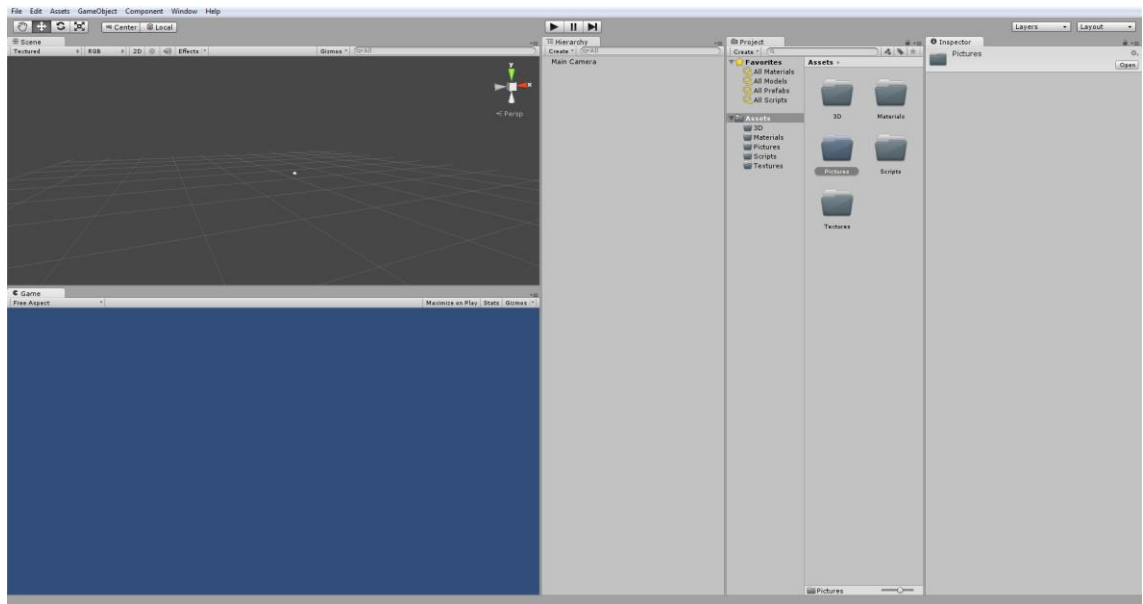 File Edit Assets GameObject Component Window Help
Center Local
Layers Layout
Scene
Textured RGB 2D Effects Gizmos All
y
x
Persp
Game
Free Aspect Maximize on Play Stats Gizmos
Hierarchy
Create All
Main Camera
Project
Create
Favorites
All Materials
All Models
All Prefabs
All Scripts
Assets
3D
Materials
Pictures
Scripts
Textures
Assets
3D Materials
Pictures Scripts
Textures
Pictures
Inspector
Pictures
Open